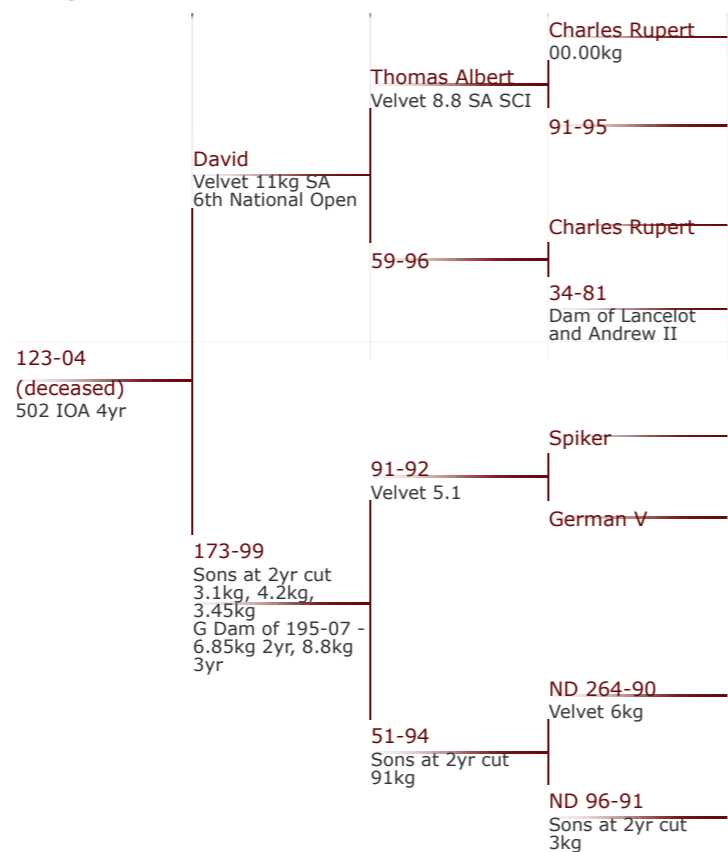 Charles Rupert
00.00kg
Thomas Albert
Velvet 8.8 SA SCI
91-95
David
Velvet 11kg SA
6th National Open
Charles Rupert
59-96
34-81
Dam of Lancelot
and Andrew II
123-04
(deceased)
502 IOA 4yr
Spiker
91-92
Velvet 5.1
German V
173-99
Sons at 2yr cut
3.1kg, 4.2kg,
3.45kg
G Dam of 195-07 -
6.85kg 2yr, 8.8kg
3yr
ND 264-90
Velvet 6kg
51-94
Sons at 2yr cut
91kg
ND 96-91
Sons at 2yr cut
3kg